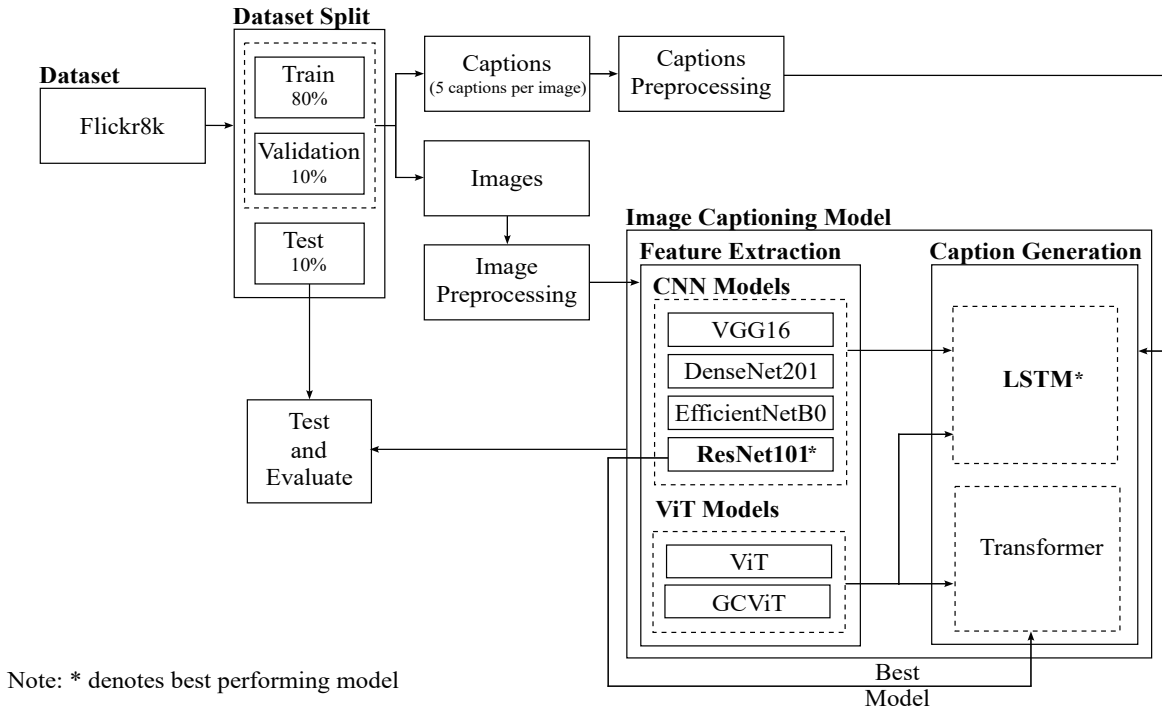 Dataset Split
Dataset
Flickr8k
Train
80%
Validation
10%
Test
10%
Captions
(5 captions per image)
Captions
Preprocessing
Images
Image
Preprocessing
Image Captioning Model
Feature Extraction
CNN Models
VGG16
DenseNet201
EfficientNetB0
ResNet101*
ViT Models
ViT
GCViT
Caption Generation
LSTM*
Transformer
Best
Model
Test
and
Evaluate
Note: * denotes best performing model